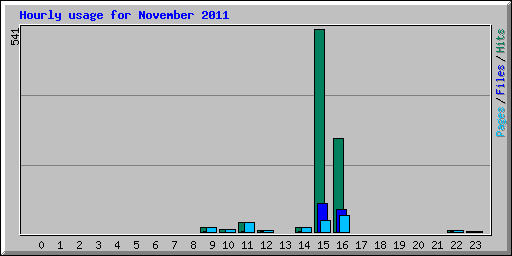 Hourly usage for November 2011
541
Pages / Files / Hits
0 1 2 3 4 5 6 7 8 9 10 11 12 13 14 15 16 17 18 19 20 21 22 23